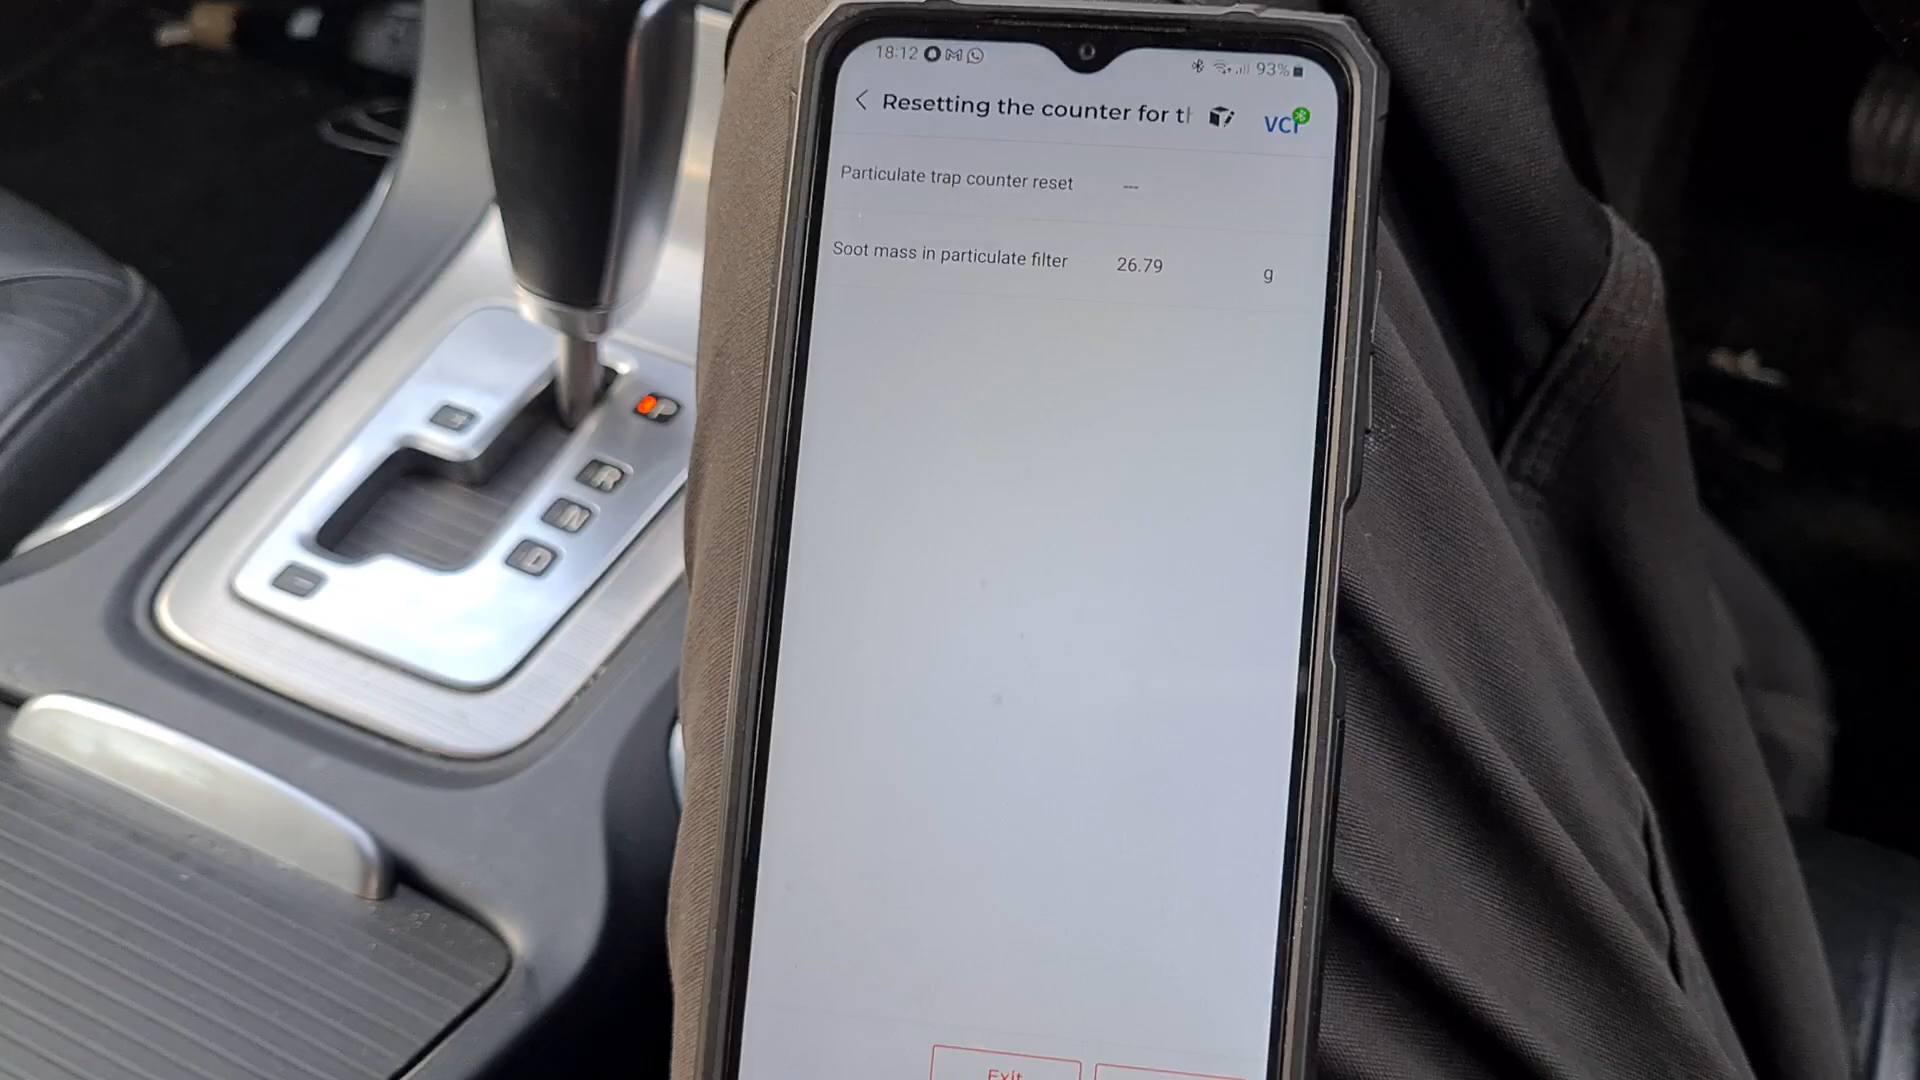 18:12
93%
Resetting the counter for t
VCI
Particulate trap counter reset ---
Soot mass in particulate filter 26.79 g
Exit
P
R
N
D